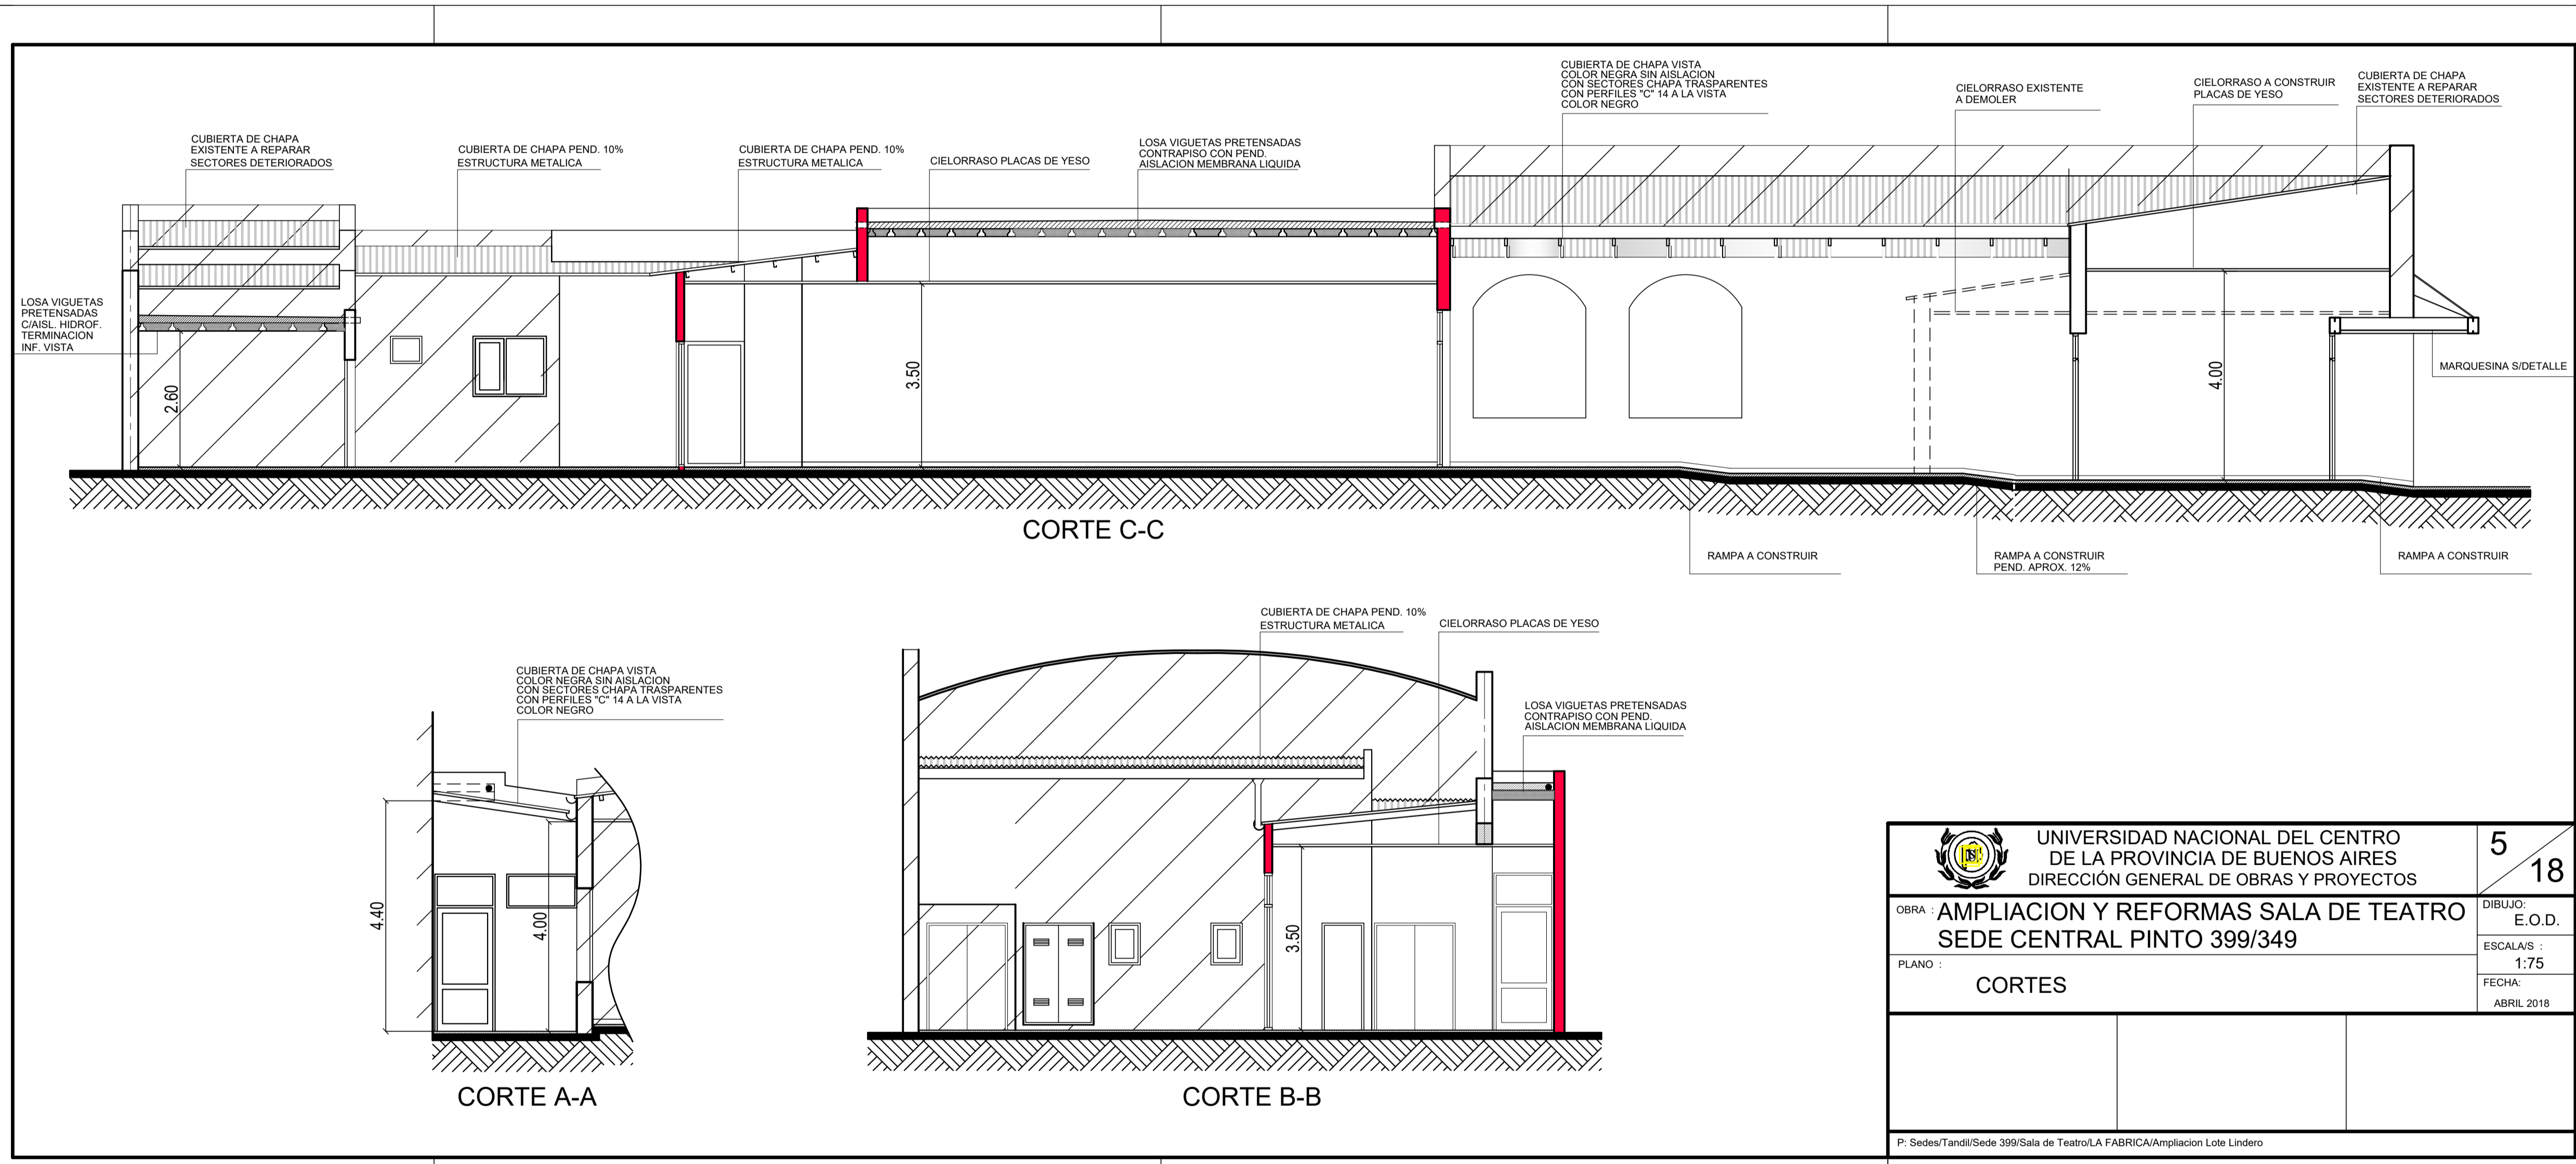 CUBIERTA DE CHAPA
EXISTENTE A REPARAR
SECTORES DETERIORADOS
CUBIERTA DE CHAPA PEND. 10%
ESTRUCTURA METALICA
CUBIERTA DE CHAPA PEND. 10%
ESTRUCTURA METALICA
CIELORRASO PLACAS DE YESO
LOSA VIGUETAS PRETENSADAS
CONTRAPISO CON PEND.
AISLACION MEMBRANA LIQUIDA
CUBIERTA DE CHAPA VISTA
COLOR NEGRA SIN AISLACION
CON SECTORES CHAPA TRASPARENTES
CON PERFILES "C" 14 A LA VISTA
COLOR NEGRO
CIELORRASO EXISTENTE
A DEMOLER
CIELORRASO A CONSTRUIR
PLACAS DE YESO
CUBIERTA DE CHAPA
EXISTENTE A REPARAR
SECTORES DETERIORADOS
LOSA VIGUETAS
PRETENSADAS
C/AISL. HIDROF.
TERMINACION
INF. VISTA
2.60
3.50
4.00
MARQUESINA S/DETALLE
CORTE C-C
RAMPA A CONSTRUIR
RAMPA A CONSTRUIR
PEND. APROX. 12%
RAMPA A CONSTRUIR
CUBIERTA DE CHAPA VISTA
COLOR NEGRA SIN AISLACION
CON SECTORES CHAPA TRASPARENTES
CON PERFILES "C" 14 A LA VISTA
COLOR NEGRO
4.40
4.00
CORTE A-A
CUBIERTA DE CHAPA PEND. 10%
ESTRUCTURA METALICA
CIELORRASO PLACAS DE YESO
LOSA VIGUETAS PRETENSADAS
CONTRAPISO CON PEND.
AISLACION MEMBRANA LIQUIDA
3.50
CORTE B-B
UNIVERSIDAD NACIONAL DEL CENTRO
DE LA PROVINCIA DE BUENOS AIRES
DIRECCIÓN GENERAL DE OBRAS Y PROYECTOS
5
18
OBRA : AMPLIACION Y REFORMAS SALA DE TEATRO
SEDE CENTRAL PINTO 399/349
DIBUJO:
E.O.D.
ESCALA/S :
1:75
PLANO :
CORTES
FECHA:
ABRIL 2018
P: Sedes/Tandil/Sede 399/Sala de Teatro/LA FABRICA/Ampliacion Lote Lindero